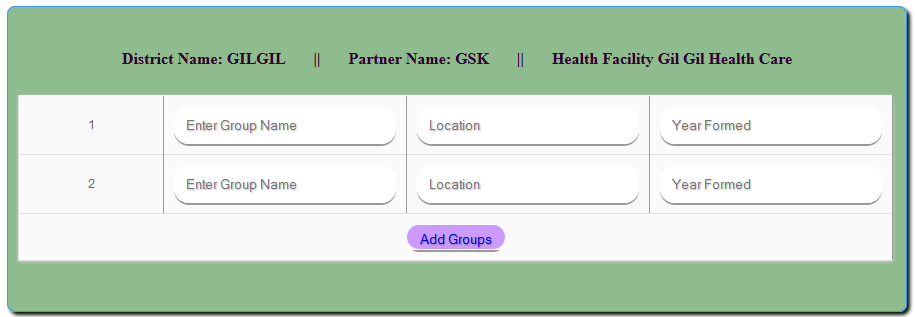 District Name: GILGIL || Partner Name: GSK || Health Facility Gil Gil Health Care
1 Enter Group Name Location Year Formed
2 Enter Group Name Location Year Formed
Add Groups